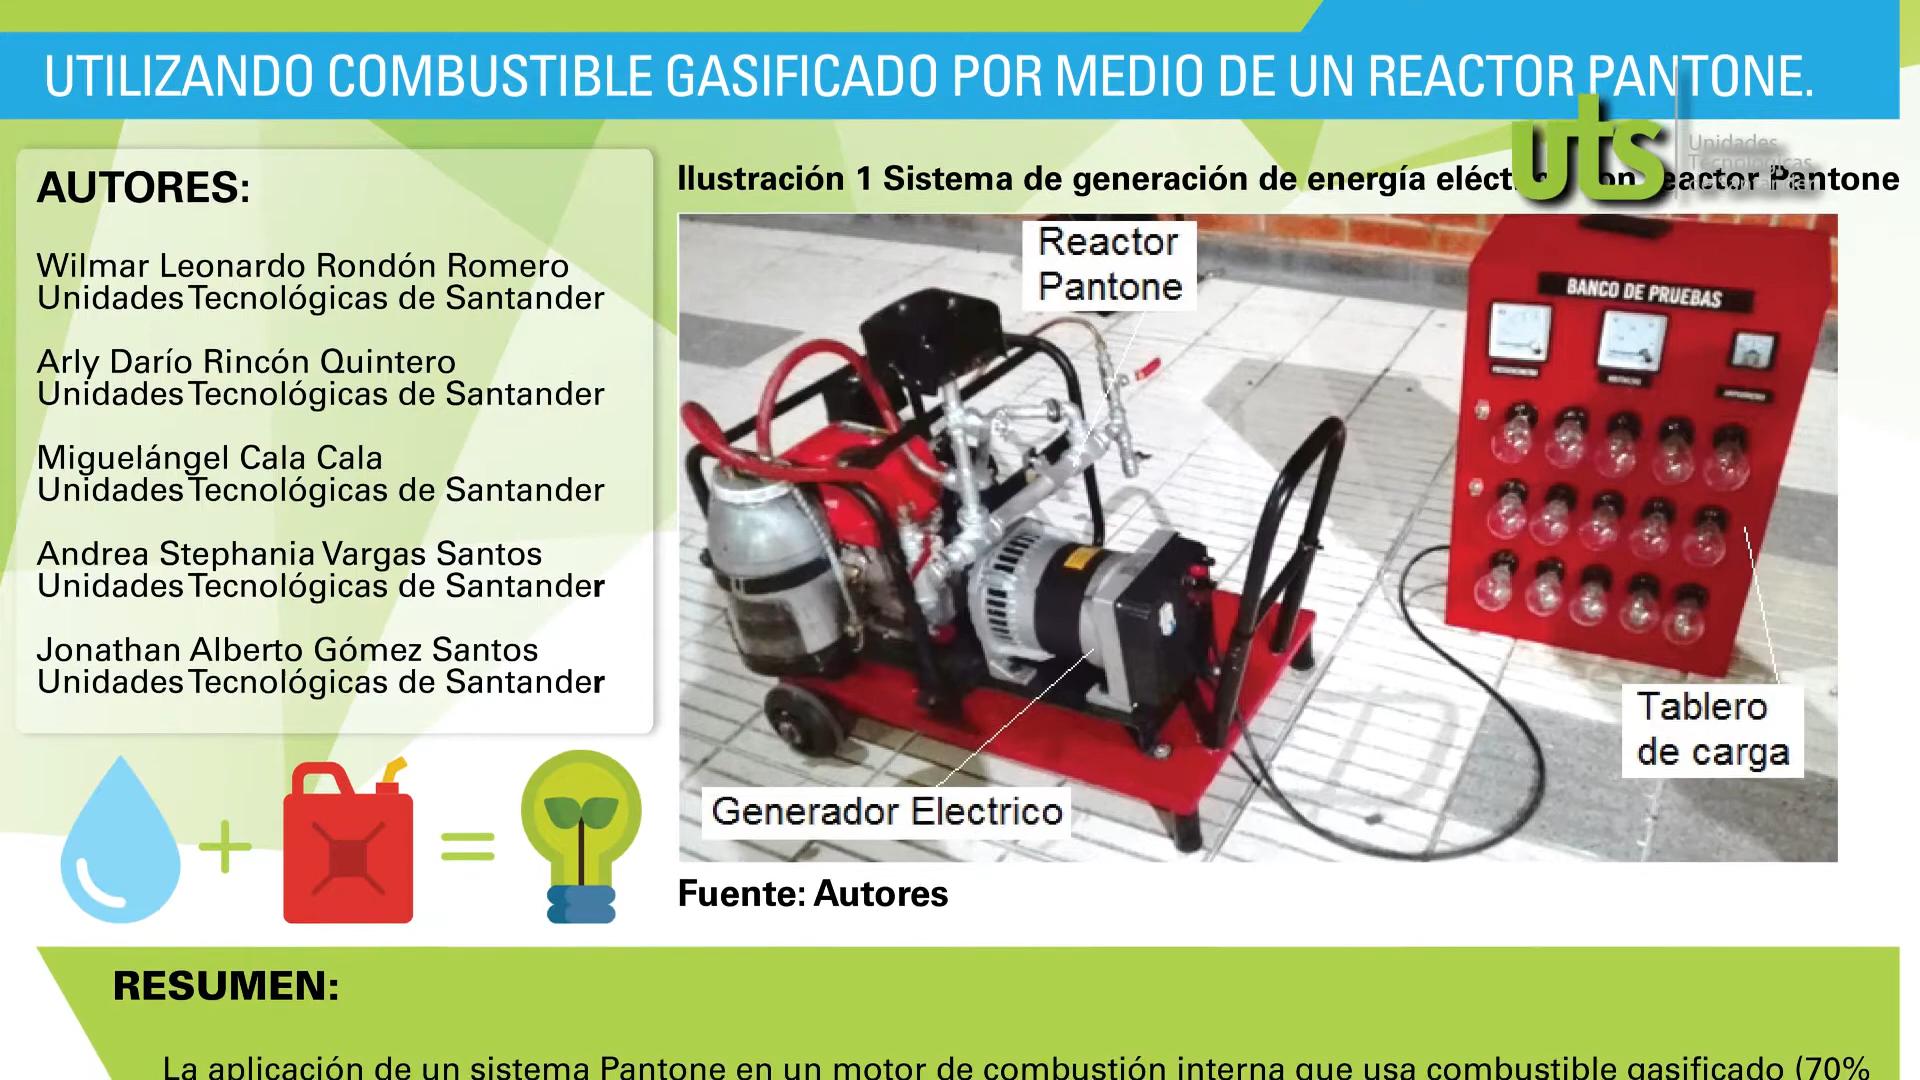 UTILIZANDO COMBUSTIBLE GASIFICADO POR MEDIO DE UN REACTOR PANTONE.
uts
Unidades
Tecnológicas
AUTORES:
Wilmar Leonardo Rondón Romero
Unidades Tecnológicas de Santander
Arly Darío Rincón Quintero
Unidades Tecnológicas de Santander
Miguelángel Cala Cala
Unidades Tecnológicas de Santander
Andrea Stephania Vargas Santos
Unidades Tecnológicas de Santander
Jonathan Alberto Gómez Santos
Unidades Tecnológicas de Santander
Ilustración 1 Sistema de generación de energía Pantone
Reactor
Pantone
BANCO DE PRUEBAS
Tablero
de carga
Generador Electrico
Fuente: Autores
RESUMEN:
La aplicación de un sistema Pantone en un motor de combustión interna que usa combustible gasificado (70%